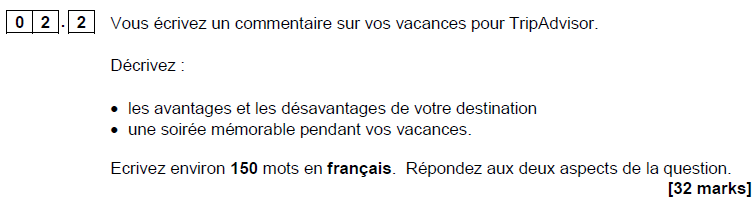 0 2 . 2 Vous écrivez un commentaire sur vos vacances pour TripAdvisor.
Décrivez :
• les avantages et les désavantages de votre destination
• une soirée mémorable pendant vos vacances.
Ecrivez environ 150 mots en français. Répondez aux deux aspects de la question.
[32 marks]